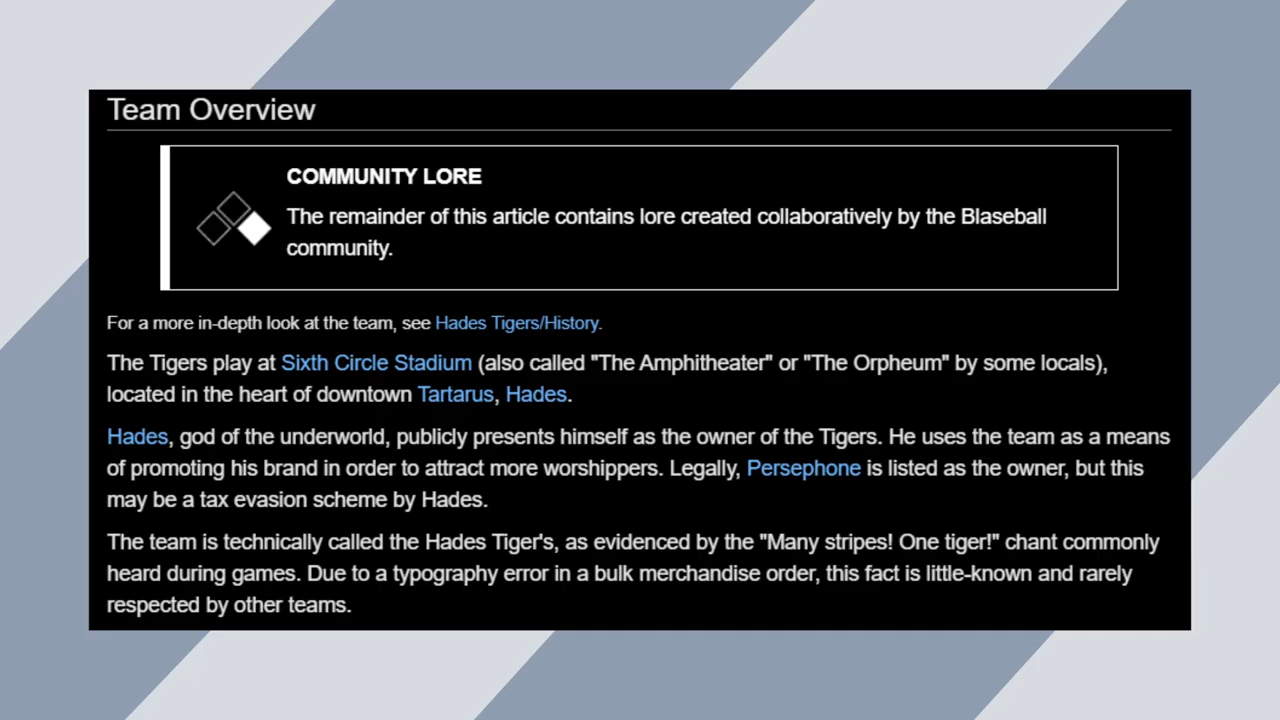 Team Overview
COMMUNITY LORE
The remainder of this article contains lore created collaboratively by the Blaseball
community.
For a more in-depth look at the team, see Hades Tigers/History.
The Tigers play at Sixth Circle Stadium (also called "The Amphitheater" or "The Orpheum" by some locals),
located in the heart of downtown Tartarus, Hades.
Hades, god of the underworld, publicly presents himself as the owner of the Tigers. He uses the team as a means
of promoting his brand in order to attract more worshippers. Legally, Persephone is listed as the owner, but this
may be a tax evasion scheme by Hades.
The team is technically called the Hades Tiger's, as evidenced by the "Many stripes! One tiger!" chant commonly
heard during games. Due to a typography error in a bulk merchandise order, this fact is little-known and rarely
respected by other teams.